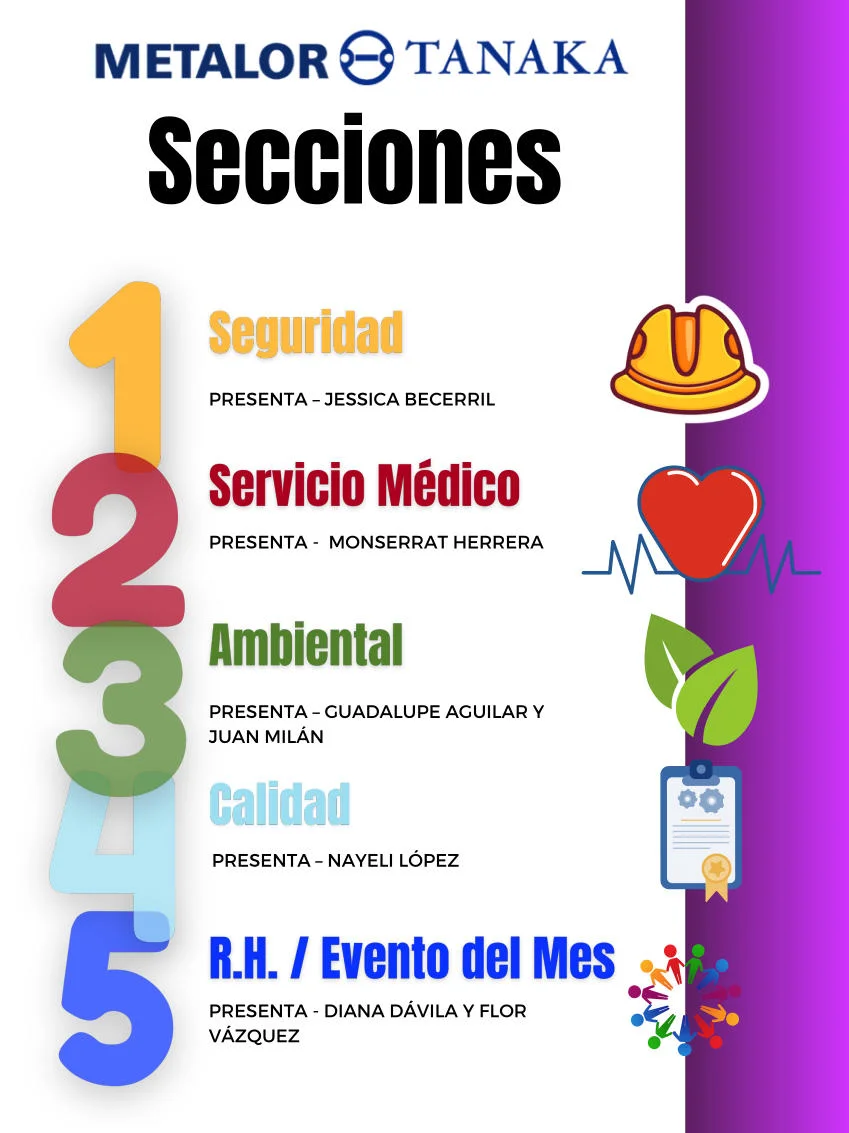 METALOR TANAKA
Secciones
1
Seguridad
PRESENTA – JESSICA BECERRIL
2
Servicio Médico
PRESENTA - MONSERRAT HERRERA
3
Ambiental
PRESENTA – GUADALUPE AGUILAR Y
JUAN MILÁN
4
Calidad
PRESENTA – NAYELI LÓPEZ
5
R.H. / Evento del Mes
PRESENTA - DIANA DÁVILA Y FLOR
VÁZQUEZ